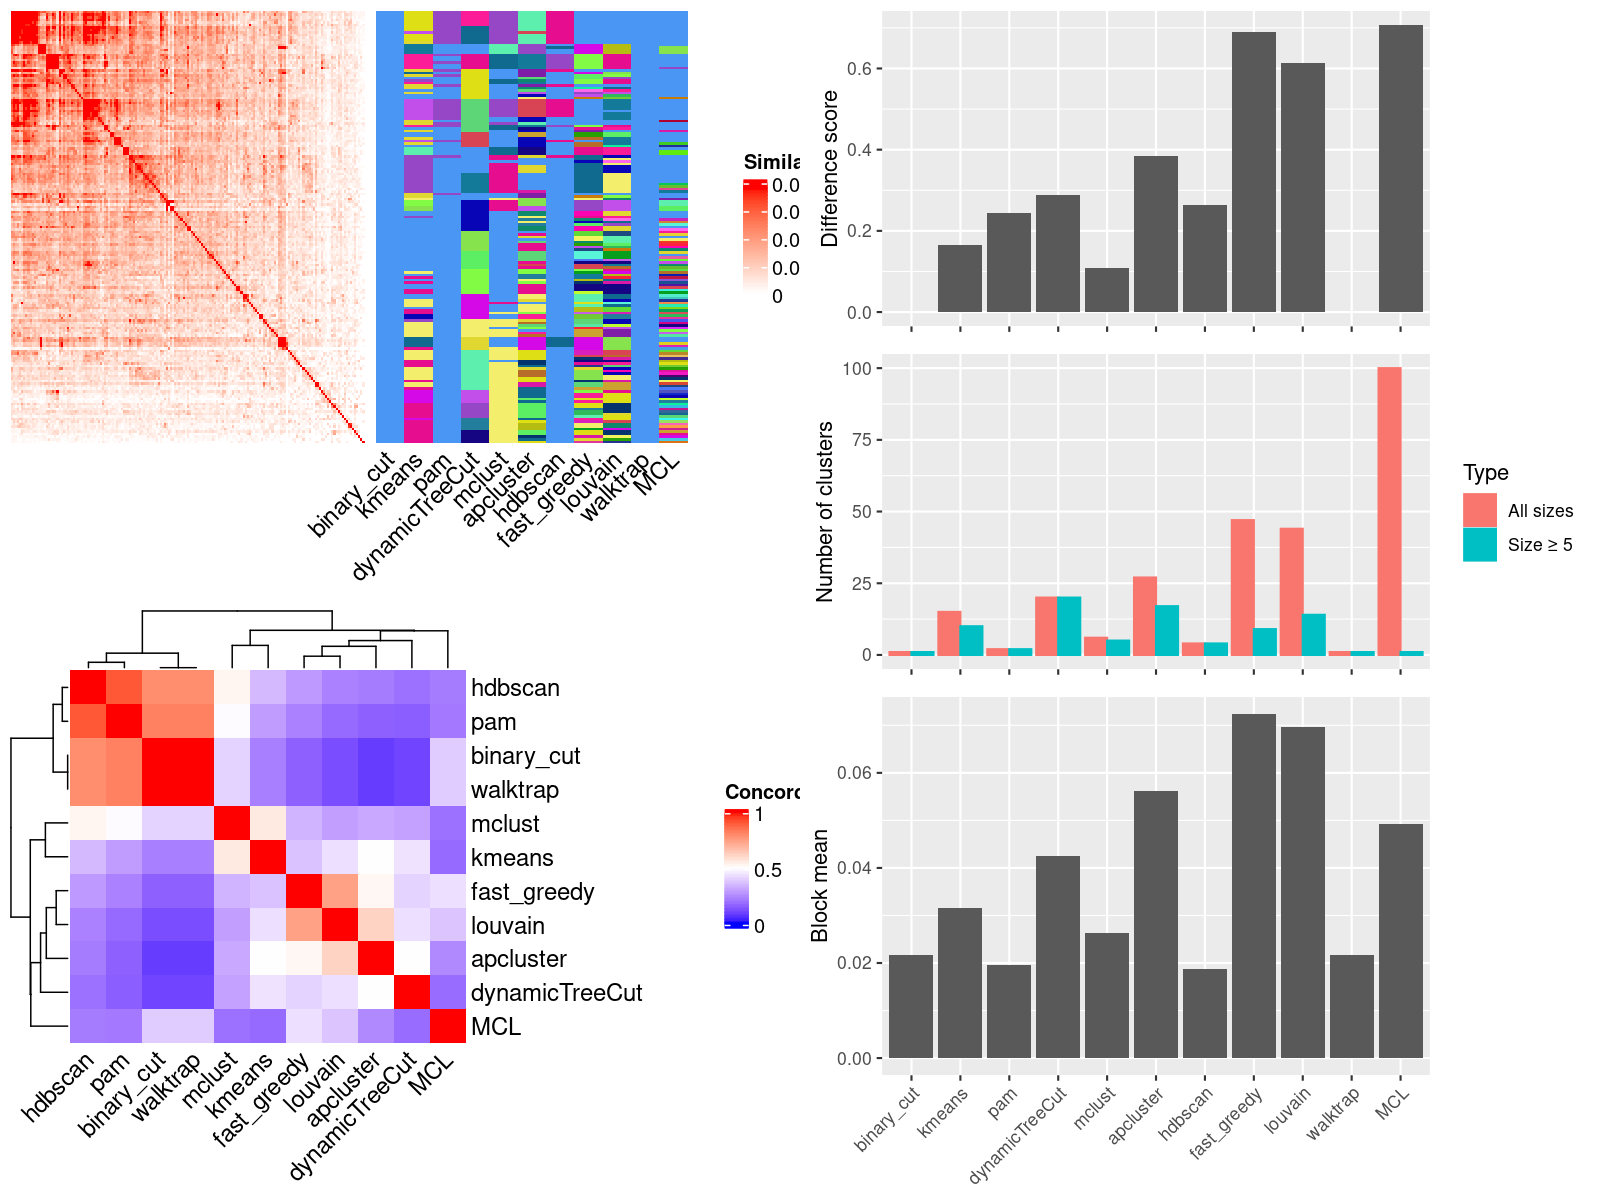 Simila
0.0
0.0
0.0
0.0
0
binary_cut
kmeans
pam
dynamicTreeCut
mclust
apcluster
hdbscan
fast_greedy
louvain
walktrap
MCL
hdbscan
pam
binary_cut
walktrap
mclust
kmeans
fast_greedy
louvain
apcluster
dynamicTreeCut
MCL
hdbscan
pam
binary_cut
walktrap
mclust
kmeans
fast_greedy
louvain
apcluster
dynamicTreeCut
MCL
Concor
1
0.5
0
Difference score
0.6
0.4
0.2
0.0
Number of clusters
100
75
50
25
0
Type
All sizes
Size ≥ 5
Block mean
0.06
0.04
0.02
0.00
binary_cut
kmeans
pam
dynamicTreeCut
mclust
apcluster
hdbscan
fast_greedy
louvain
walktrap
MCL